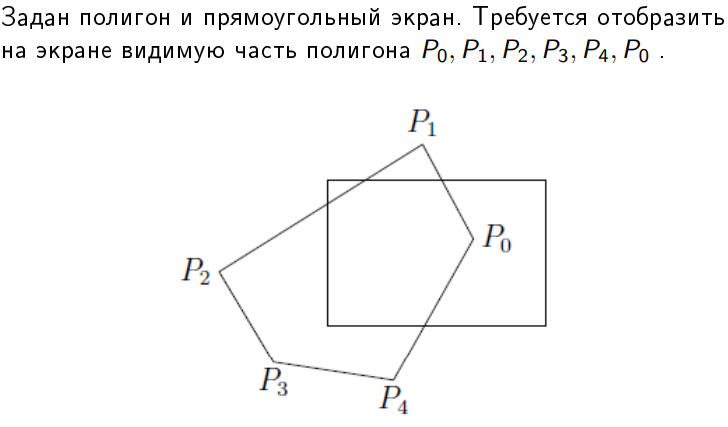 Задан полигон и прямоугольный экран. Требуется отобразить
на экране видимую часть полигона P₀, P₁, P₂, P₃, P₄, P₀ .
P₁
P₀
P₂
P₃
P₄